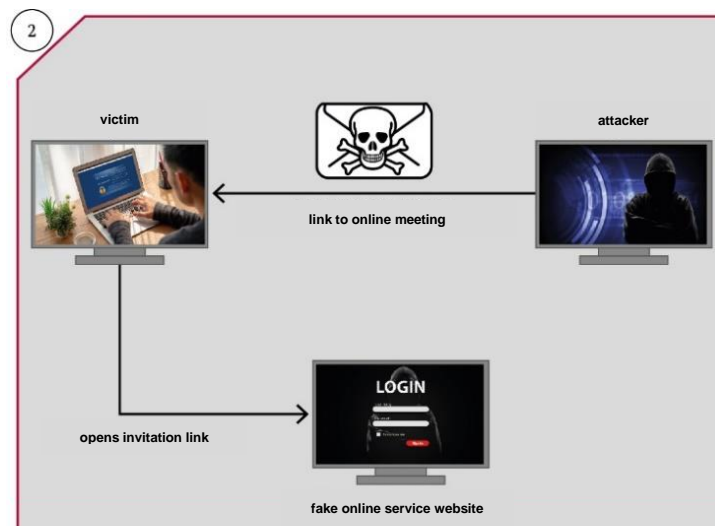 2
victim
attacker
link to online meeting
LOGIN
opens invitation link
fake online service website